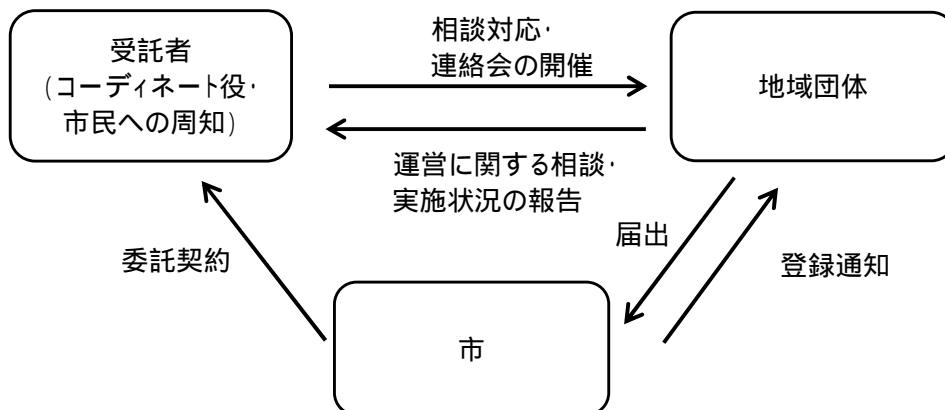 受託者
(コーディネート役・
市民への周知)
相談対応・
連絡会の開催
地域団体
運営に関する相談・
実施状況の報告
委託契約
届出
登録通知
市